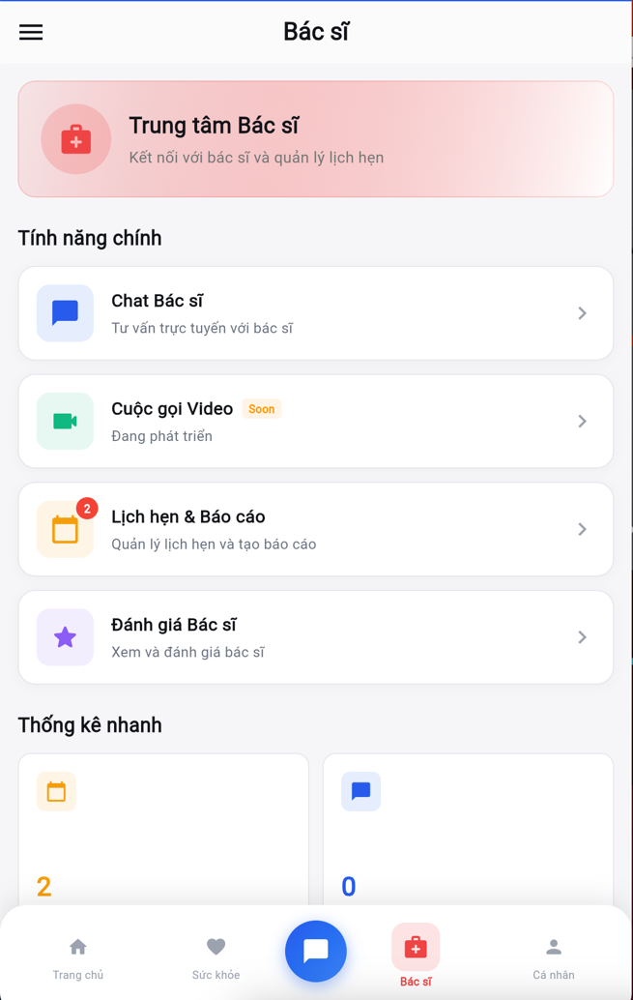 Bác sĩ
Trung tâm Bác sĩ
Kết nối với bác sĩ và quản lý lịch hẹn
Tính năng chính
Chat Bác sĩ
Tư vấn trực tuyến với bác sĩ
Cuộc gọi Video Soon
Đang phát triển
2
Lịch hẹn & Báo cáo
Quản lý lịch hẹn và tạo báo cáo
Đánh giá Bác sĩ
Xem và đánh giá bác sĩ
Thống kê nhanh
2 0
Trang chủ Sức khỏe Bác sĩ Cá nhân